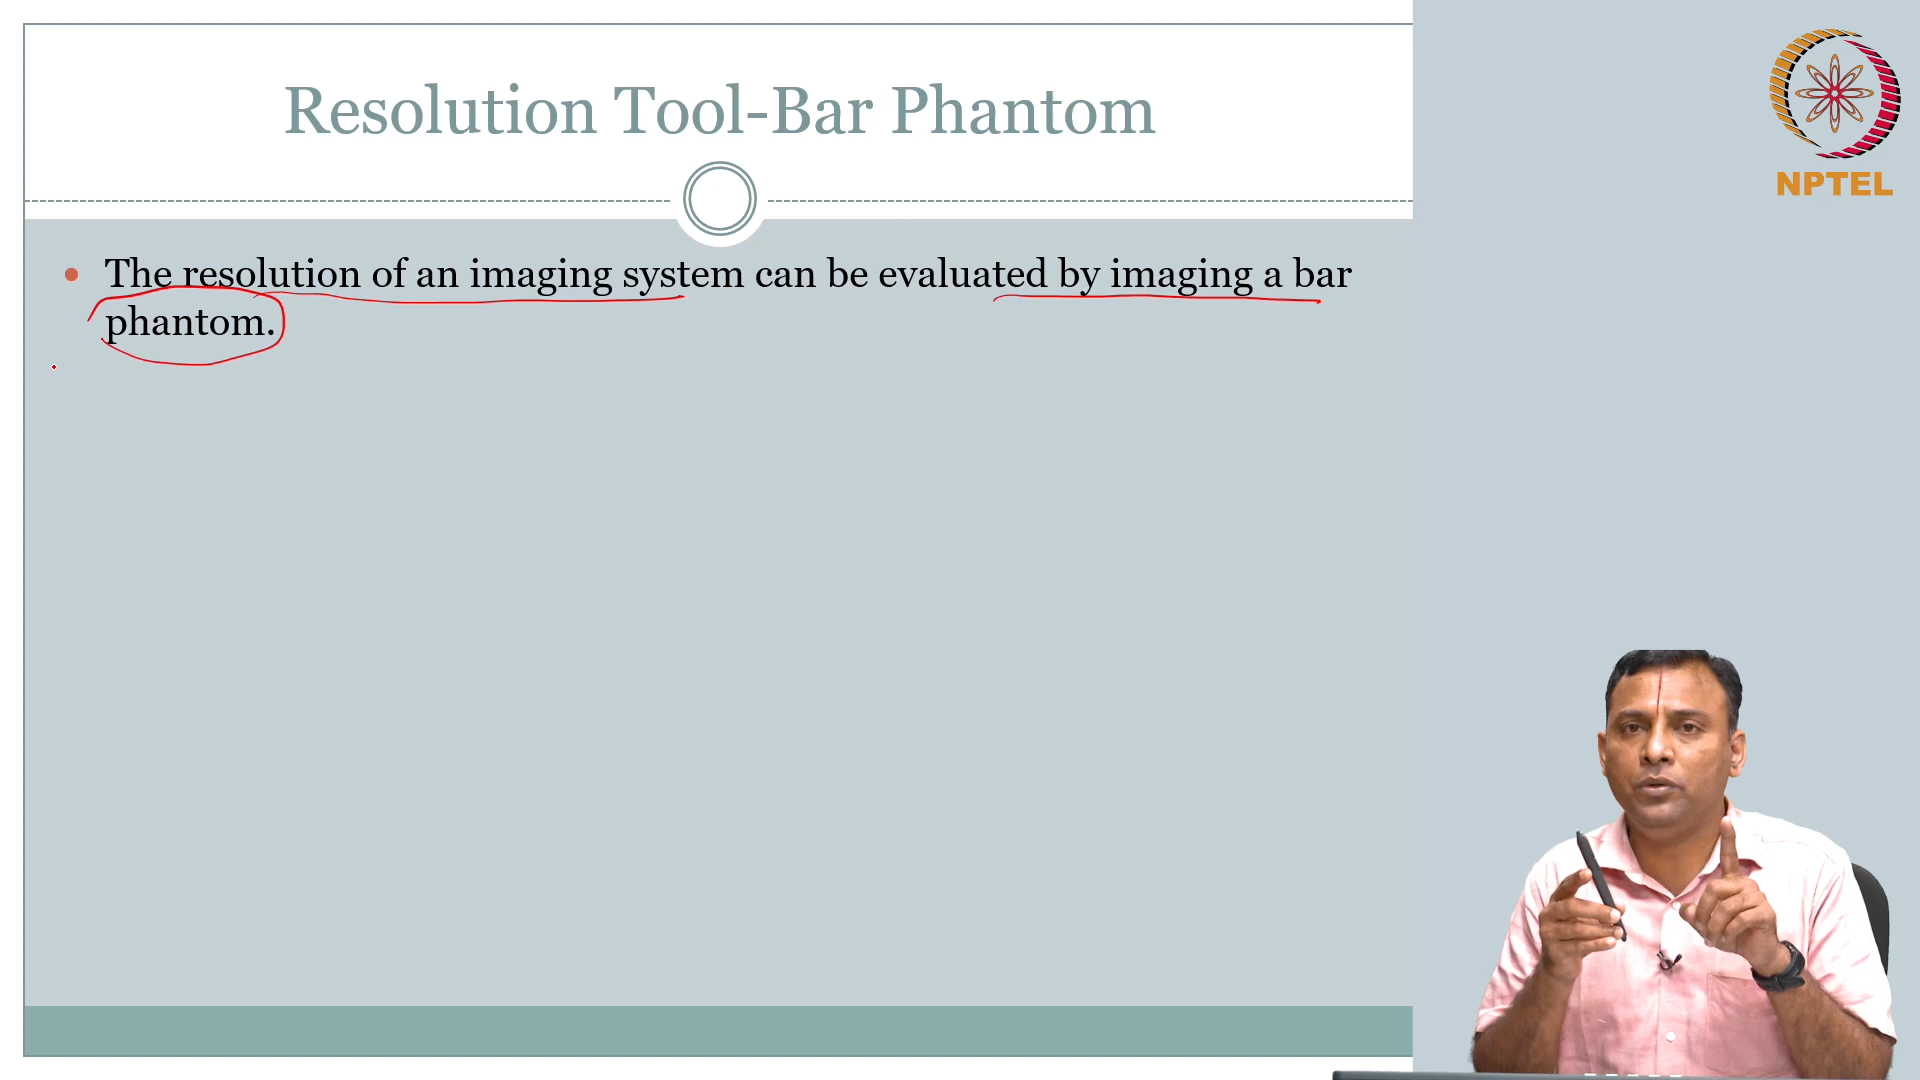 Resolution Tool-Bar Phantom
NPTEL
The resolution of an imaging system can be evaluated by imaging a bar
phantom.